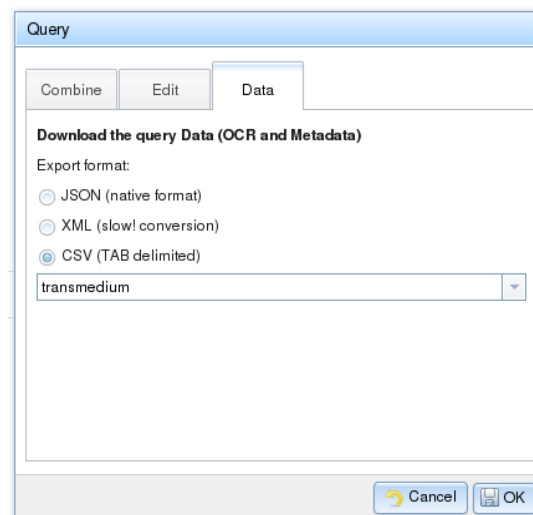 Query
Combine Edit Data
Download the query Data (OCR and Metadata)
Export format:
JSON (native format)
XML (slow! conversion)
CSV (TAB delimited)
transmedium
Cancel OK